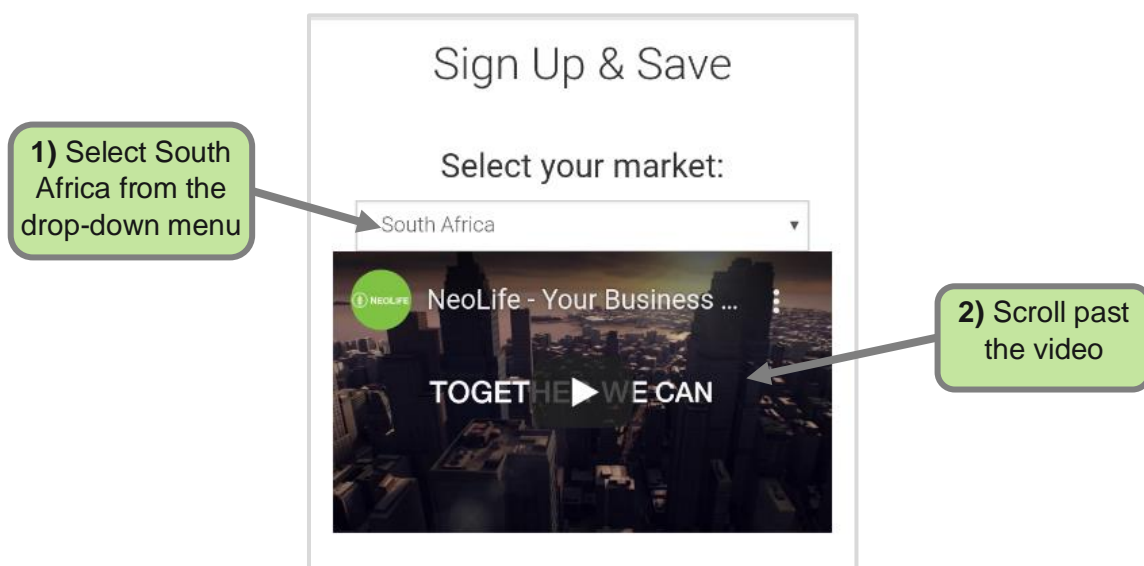 Sign Up & Save
1) Select South
Africa from the
drop-down menu
Select your market:
South Africa
NEOLIFE
NeoLife - Your Business ...
2) Scroll past
the video
TOGETHER WE CAN